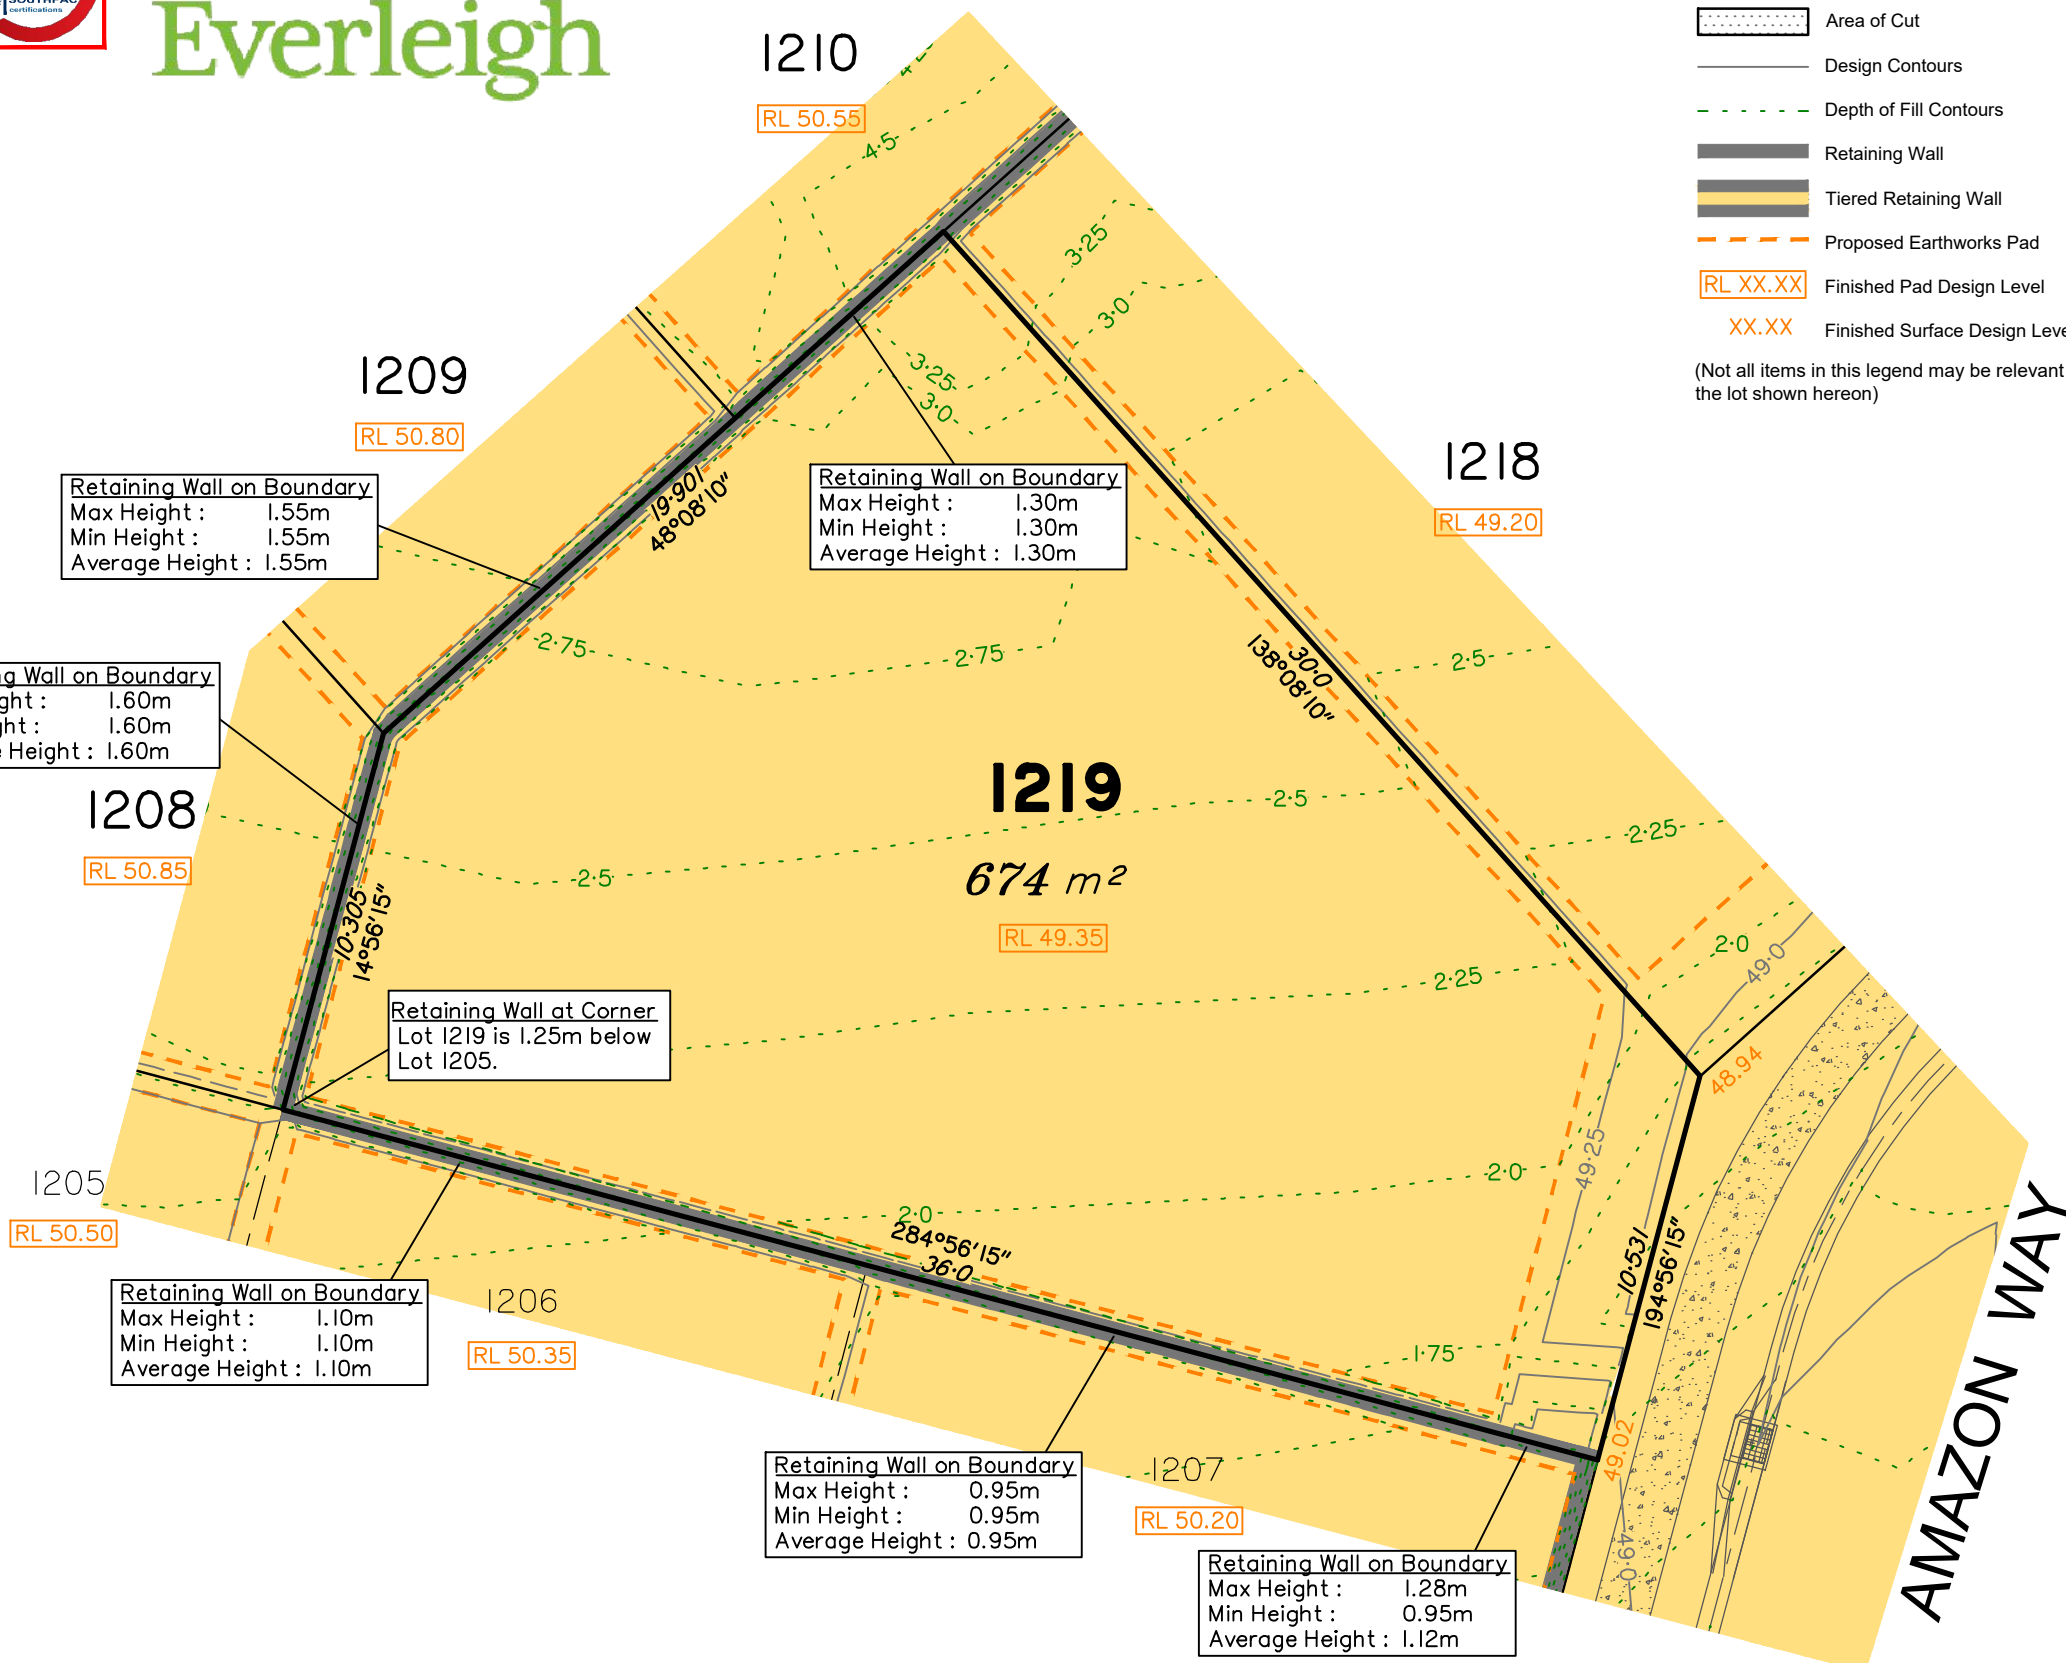 SOUTHPAC
certifications
Everleigh
Area of Cut
Design Contours
Depth of Fill Contours
Retaining Wall
Tiered Retaining Wall
Proposed Earthworks Pad
RL XX.XX Finished Pad Design Level
XX.XX Finished Surface Design Leve
(Not all items in this legend may be relevant
the lot shown hereon)
1210
RL 50.55
4.5
3.25
3.0
3.25
3.0
1209
RL 50.80
1218
RL 49.20
Retaining Wall on Boundary
Max Height : 1.55m
Min Height : 1.55m
Average Height : 1.55m
19.901
48°08'10"
Retaining Wall on Boundary
Max Height : 1.30m
Min Height : 1.30m
Average Height : 1.30m
2.75
2.75
30.0
138°08'10"
2.5
ng Wall on Boundary
ght : 1.60m
ght : 1.60m
e Height : 1.60m
1208
RL 50.85
1219
674 m²
RL 49.35
2.5
2.5
2.25
2.0
49.0
10.305
14°56'15"
2.25
Retaining Wall at Corner
Lot 1219 is 1.25m below
Lot 1205.
48.94
49.25
2.0
2.0
1205
RL 50.50
284°56'15"
36.0
10.531
194°56'15"
AMAZON WAY
Retaining Wall on Boundary
Max Height : 1.10m
Min Height : 1.10m
Average Height : 1.10m
1206
RL 50.35
1.75
49.02
Retaining Wall on Boundary
Max Height : 0.95m
Min Height : 0.95m
Average Height : 0.95m
1207
RL 50.20
49.0
Retaining Wall on Boundary
Max Height : 1.28m
Min Height : 0.95m
Average Height : 1.12m